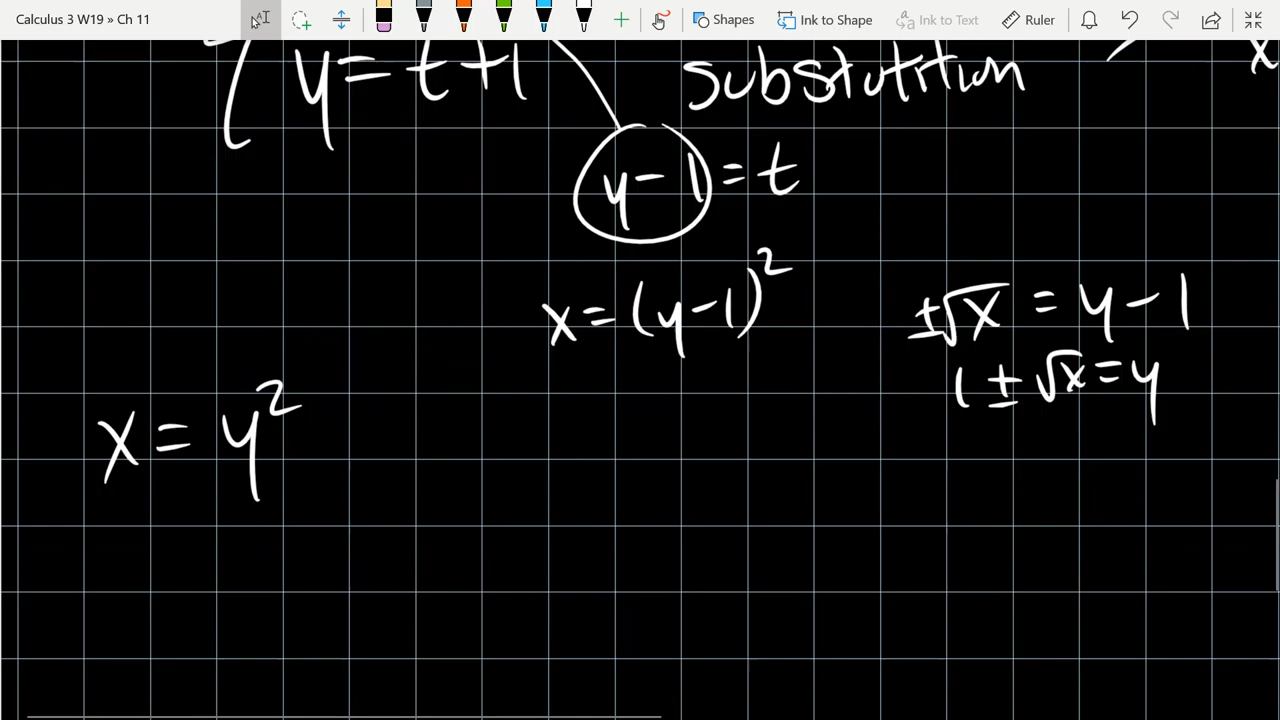 Calculus 3 W19 » Ch 11
Shapes
Ink to Shape
Ink to Text
Ruler
y = t + 1
substutition
y - 1 = t
x = (y - 1)²
±√x = y - 1
1 ± √x = y
x = y²
x